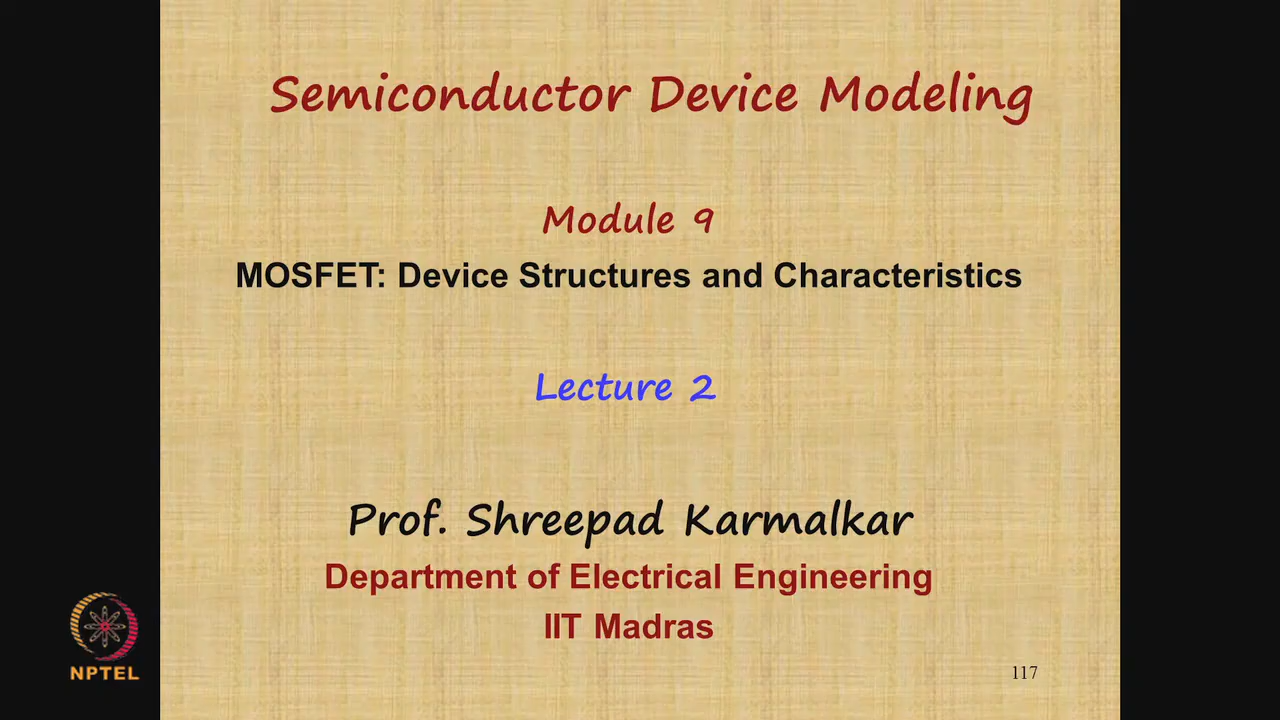 Semiconductor Device Modeling
Module 9
MOSFET: Device Structures and Characteristics
Lecture 2
Prof. Shreepad Karmalkar
Department of Electrical Engineering
IIT Madras
NPTEL
117